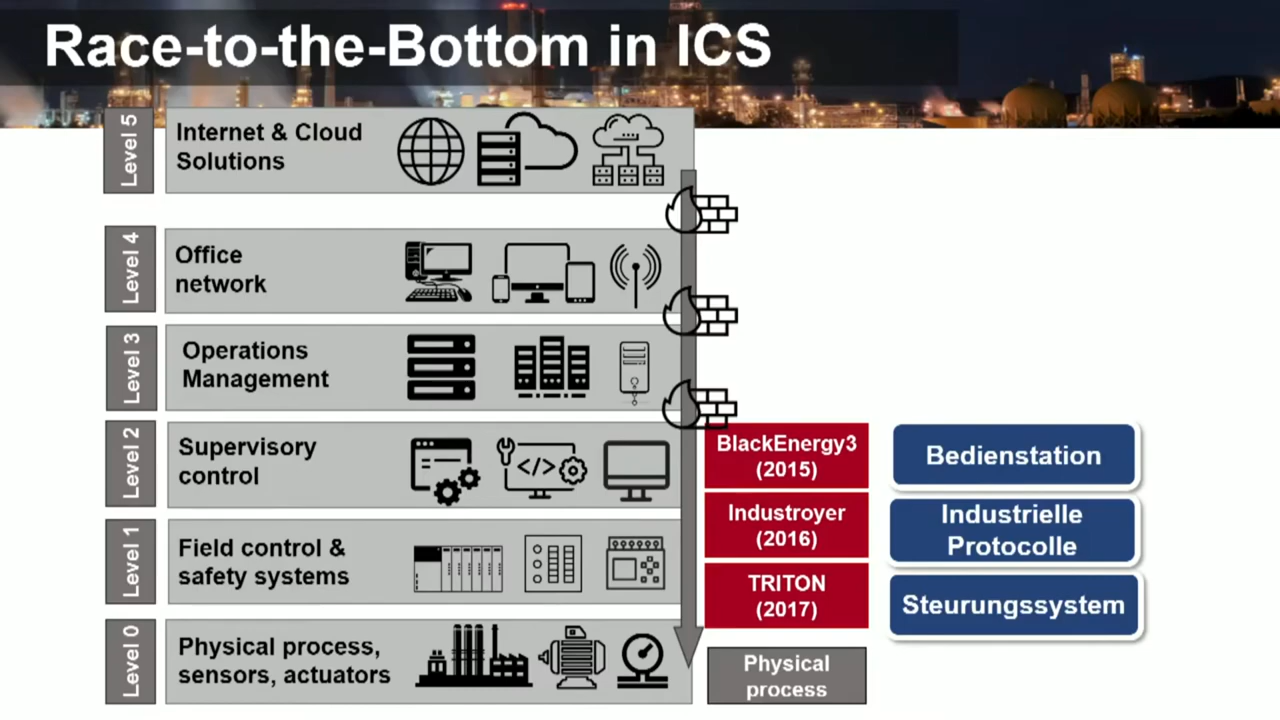 Race-to-the-Bottom in ICS
Level 5
Internet & Cloud
Solutions
Level 4
Office
network
Level 3
Operations
Management
Level 2
Supervisory
control
</>
BlackEnergy3
(2015)
Bedienstation
Level 1
Field control &
safety systems
Industroyer
(2016)
Industrielle
Protocolle
TRITON
(2017)
Steurungssystem
Level 0
Physical process,
sensors, actuators
Physical
process